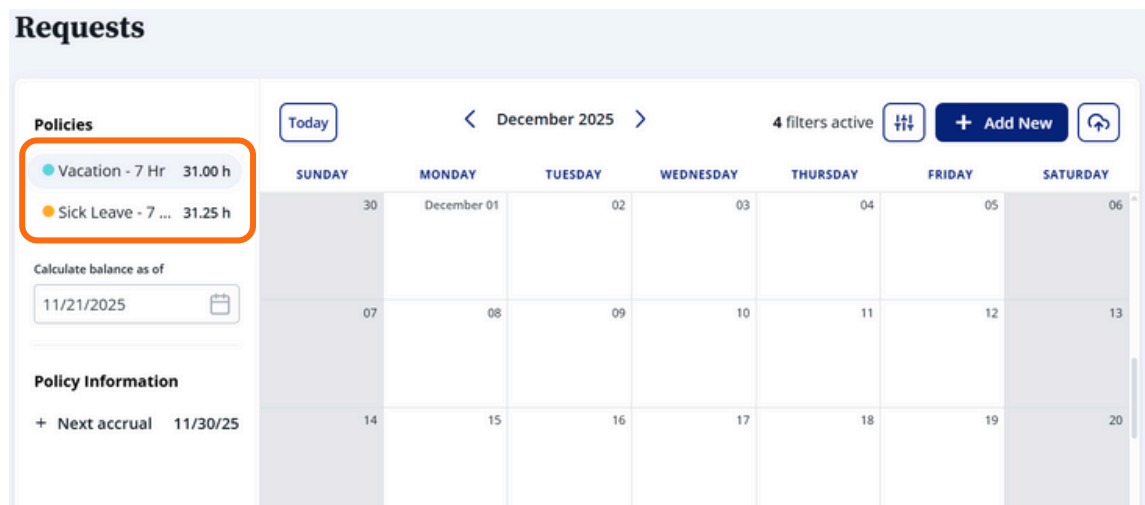 Requests
Policies
Vacation - 7 Hr 31.00 h
Sick Leave - 7 ... 31.25 h
Calculate balance as of
11/21/2025
Policy Information
+ Next accrual 11/30/25
Today
< December 2025 >
4 filters active
+ Add New
SUNDAY MONDAY TUESDAY WEDNESDAY THURSDAY FRIDAY SATURDAY
30 December 01 02 03 04 05 06
07 08 09 10 11 12 13
14 15 16 17 18 19 20